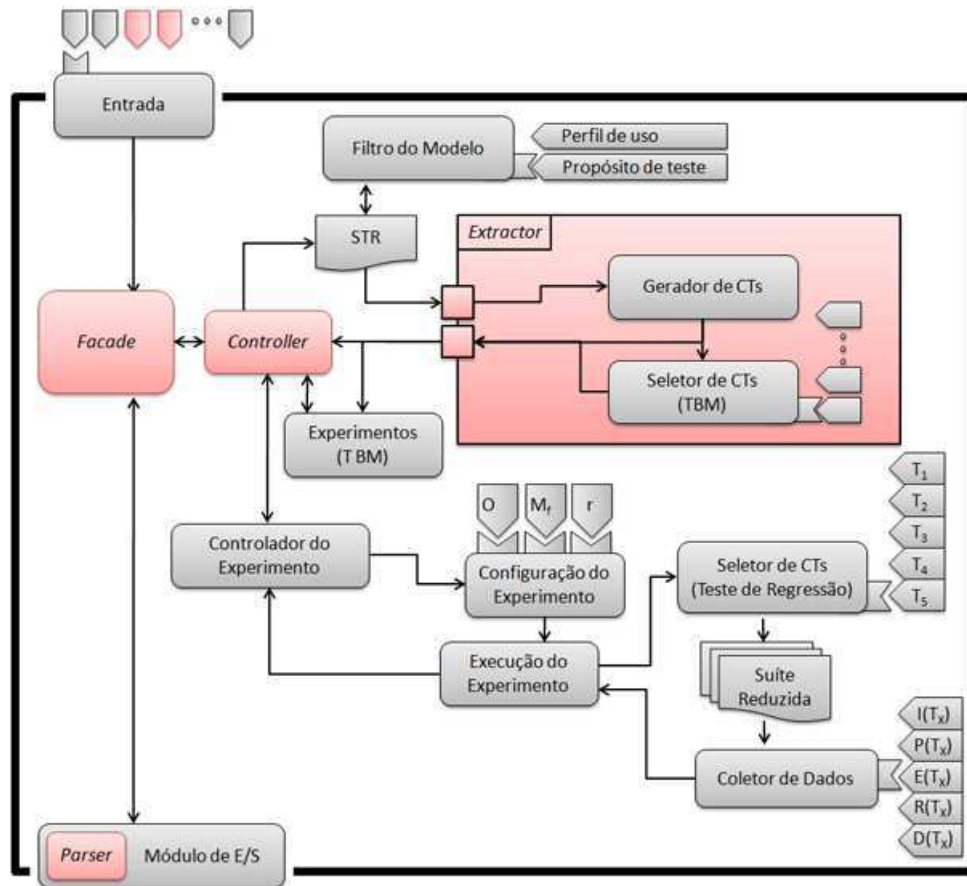 Entrada
Filtro do Modelo
Perfil de uso
Propósito de teste
STR
Extractor
Gerador de CTs
Facade
Controller
Seletor de CTs
(TBM)
Experimentos
(T BM)
T1
T2
T3
T4
T5
O
Mf
r
Controlador do
Experimento
Configuração do
Experimento
Seletor de CTs
(Teste de Regressão)
Execução do
Experimento
Suíte
Reduzida
Coletor de Dados
I(Tx)
P(Tx)
E(Tx)
R(Tx)
D(Tx)
Parser
Módulo de E/S